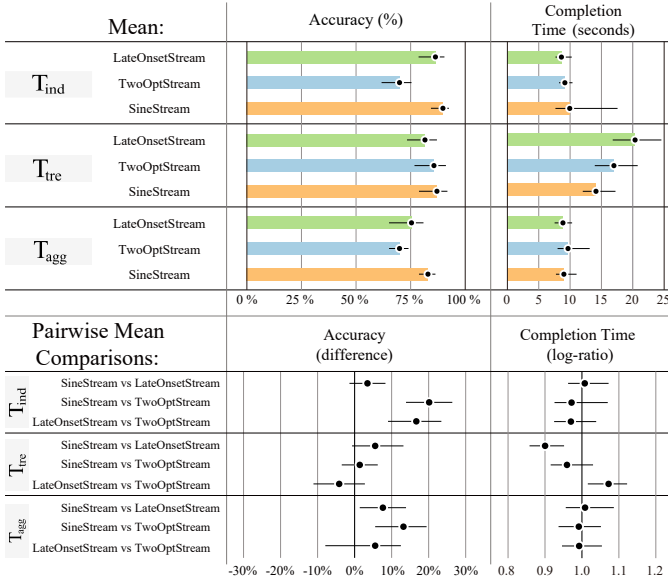 Mean:
Accuracy (%)
Completion
Time (seconds)
T_ind
LateOnsetStream
TwoOptStream
SineStream
T_tre
LateOnsetStream
TwoOptStream
SineStream
T_agg
LateOnsetStream
TwoOptStream
SineStream
0 % 25 % 50 % 75 % 100 %
0 5 10 15 20 25
Pairwise Mean
Comparisons:
Accuracy
(difference)
Completion Time
(log-ratio)
T_ind
SineStream vs LateOnsetStream
SineStream vs TwoOptStream
LateOnsetStream vs TwoOptStream
T_tre
SineStream vs LateOnsetStream
SineStream vs TwoOptStream
LateOnsetStream vs TwoOptStream
T_agg
SineStream vs LateOnsetStream
SineStream vs TwoOptStream
LateOnsetStream vs TwoOptStream
-30% -20% -10% 0% 10% 20% 30%
0.8 0.9 1.0 1.1 1.2